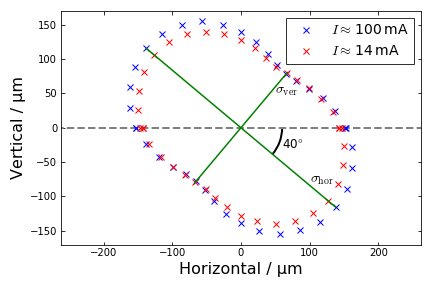 I ≈ 100 mA
I ≈ 14 mA
150
100
50
0
−50
−100
−150
Vertical / μm
σver
40°
σhor
−200
−100
0
100
200
Horizontal / μm